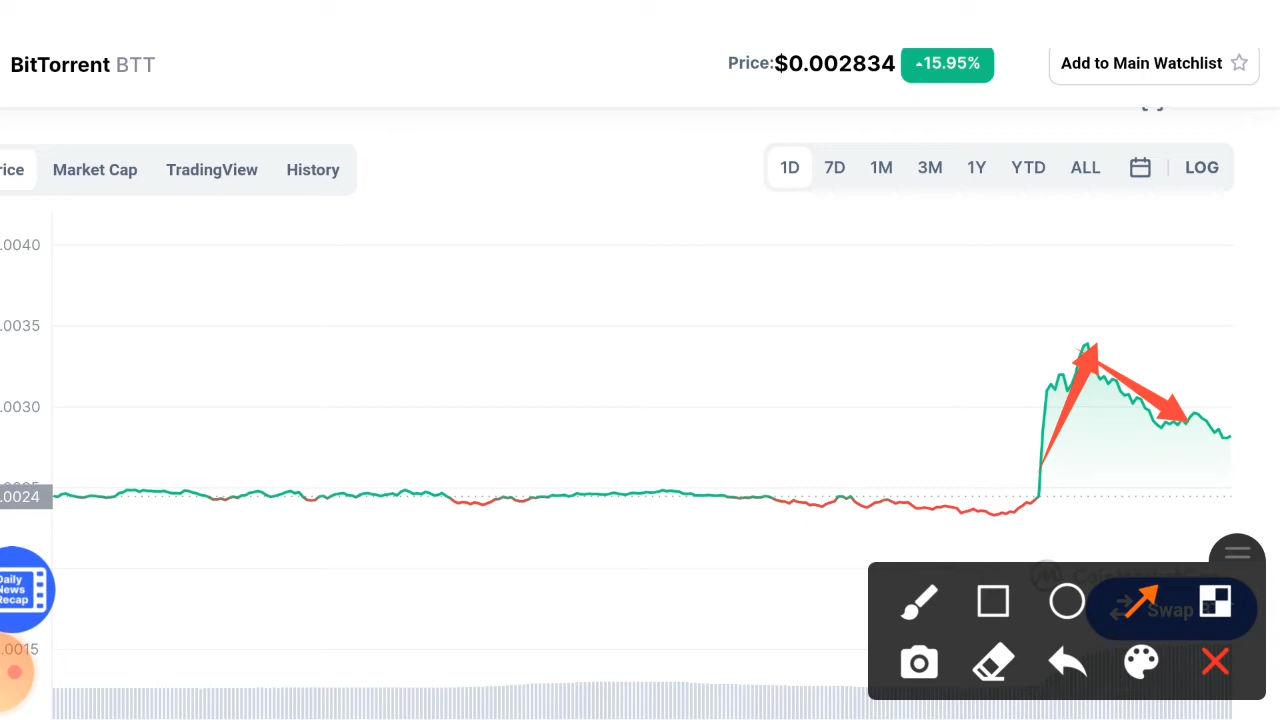 BitTorrent BTT
Price:$0.002834 15.95%
Add to Main Watchlist
rice Market Cap TradingView History
1D 7D 1M 3M 1Y YTD ALL LOG
.0040
.0035
.0030
.0024
Daily
News
Recap
Swap
.0015